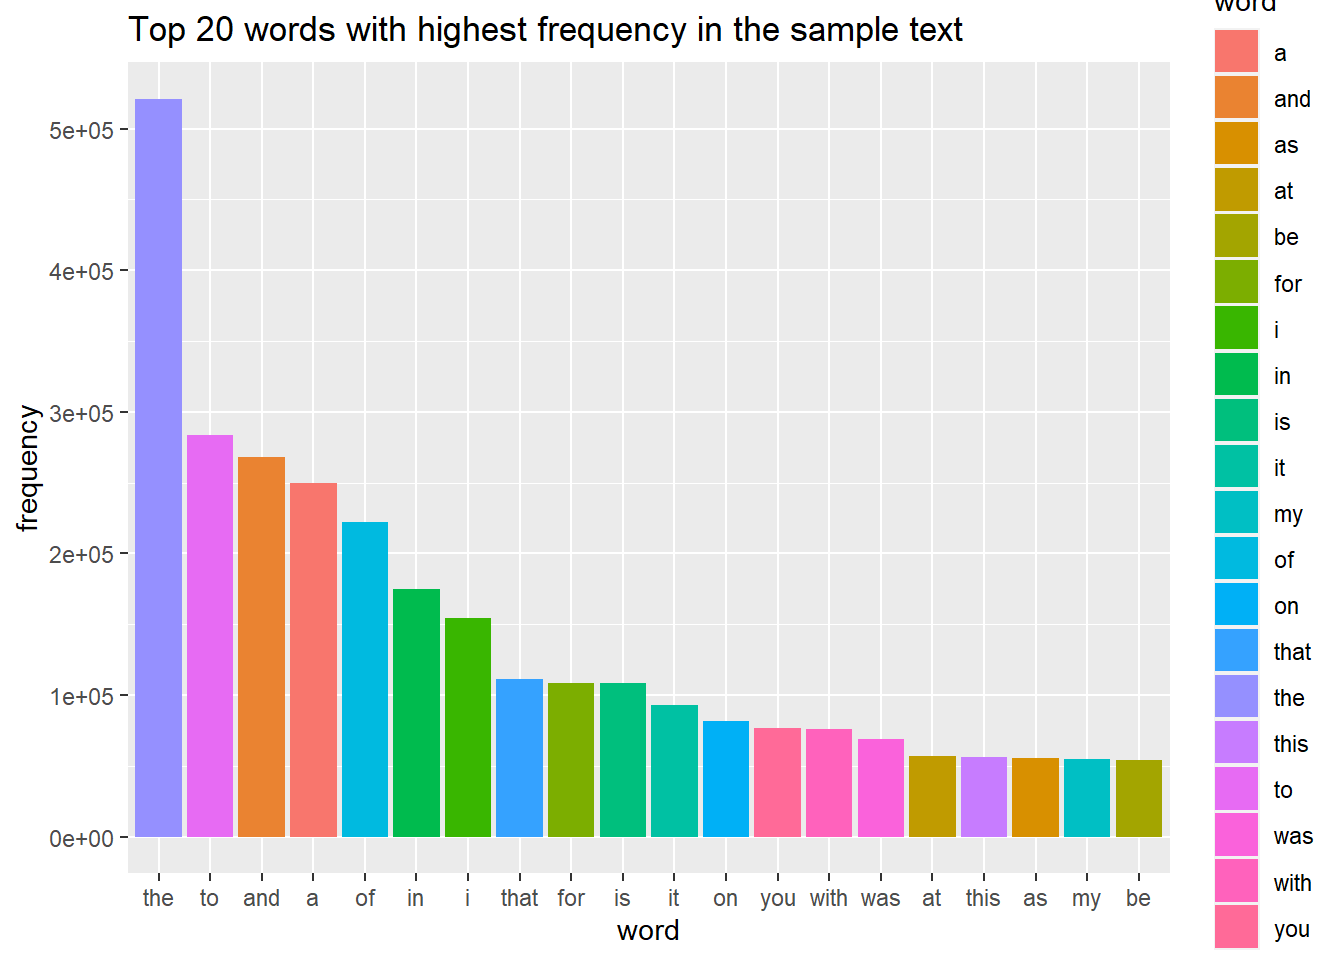 Top 20 words with highest frequency in the sample text
word
a
and
as
at
be
for
i
in
is
it
my
of
on
that
the
this
to
was
with
you
frequency
5e+05
4e+05
3e+05
2e+05
1e+05
0e+00
the to and a of in i that for is it on you with was at this as my be
word